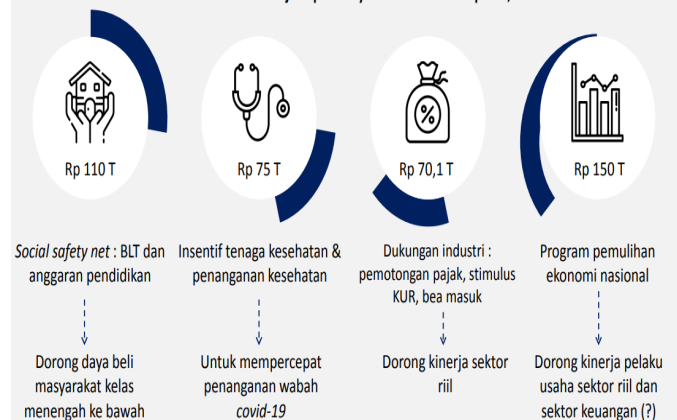 Rp 110 T
Rp 75 T
Rp 70,1 T
Rp 150 T
Social safety net : BLT dan
anggaran pendidikan
Insentif tenaga kesehatan &
penanganan kesehatan
Dukungan industri :
pemotongan pajak, stimulus
KUR, bea masuk
Program pemulihan
ekonomi nasional
Dorong daya beli
masyarakat kelas
menengah ke bawah
Untuk mempercepat
penanganan wabah
covid-19
Dorong kinerja sektor
riil
Dorong kinerja pelaku
usaha sektor riil dan
sektor keuangan (?)